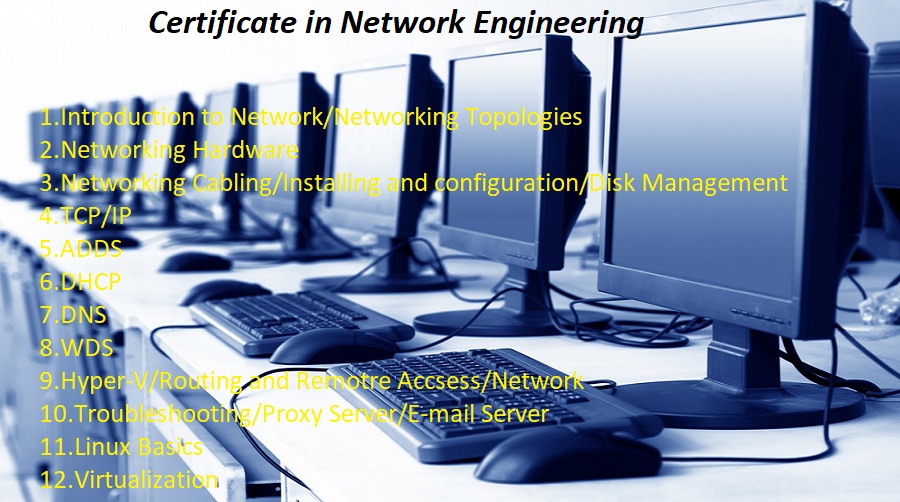 Certificate in Network Engineering
1.Introduction to Network/Networking Topologies
2.Networking Hardware
3.Networking Cabling/Installing and configuration/Disk Management
4.TCP/IP
5.ADDS
6.DHCP
7.DNS
8.WDS
9.Hyper-V/Routing and Remotre Accsess/Network
10.Troubleshooting/Proxy Server/E-mail Server
11.Linux Basics
12.Virtualization